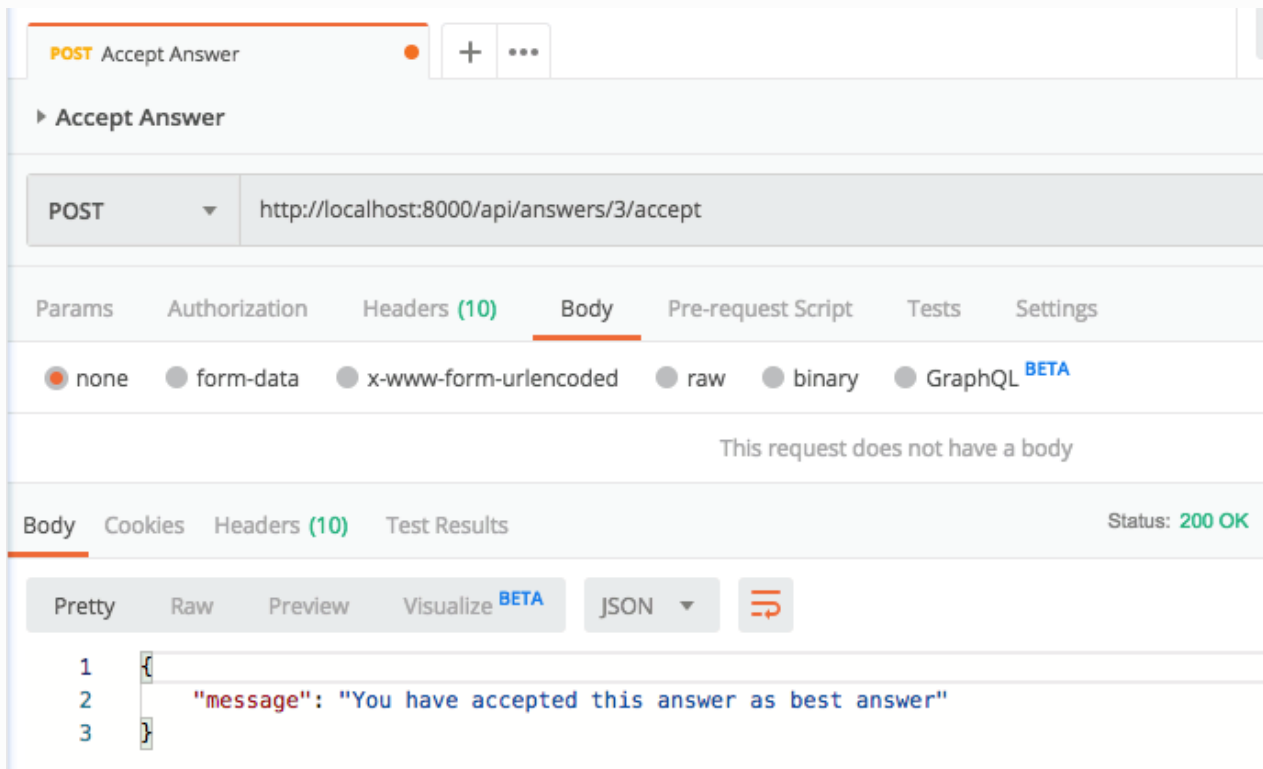 POST Accept Answer
Accept Answer
POST http://localhost:8000/api/answers/3/accept
Params Authorization Headers (10) Body Pre-request Script Tests Settings
none form-data x-www-form-urlencoded raw binary GraphQL BETA
This request does not have a body
Body Cookies Headers (10) Test Results Status: 200 OK
Pretty Raw Preview Visualize BETA JSON
1 {
2 "message": "You have accepted this answer as best answer"
3 }